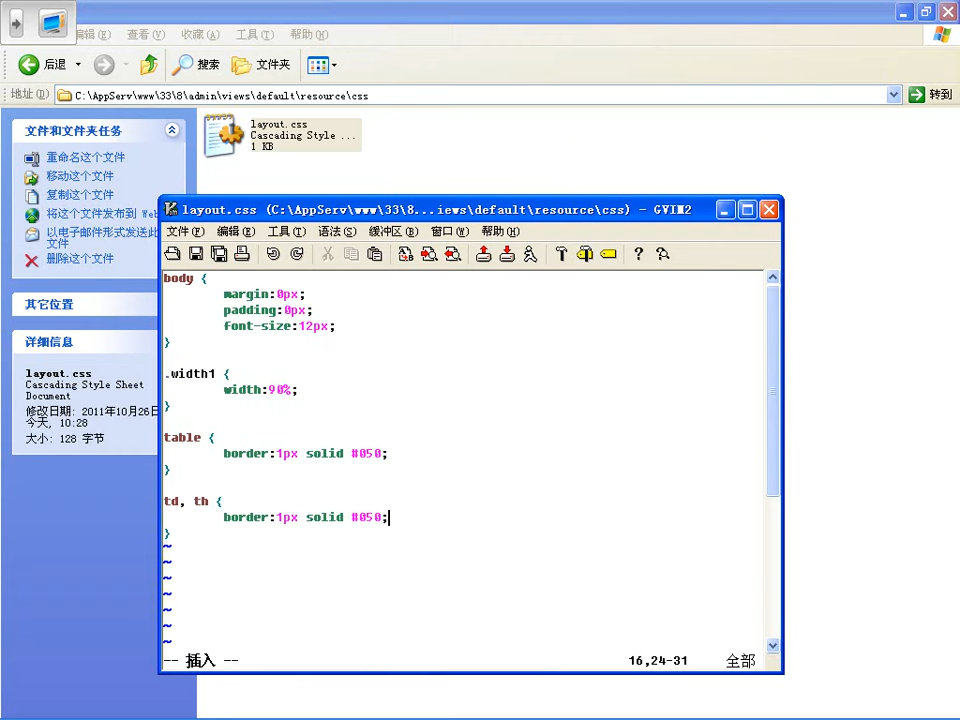 编辑(E) 查看(V) 收藏(A) 工具(T) 帮助(H)
后退 搜索 文件夹
地址(D) C:\AppServ\www\33\8\admin\views\default\resource\css 转到
文件和文件夹任务
重命名这个文件
移动这个文件
复制这个文件
将这个文件发布到 Web
以电子邮件形式发送此
文件
删除这个文件
其它位置
详细信息
layout.css
Cascading Style Sheet
Document
修改日期: 2011年10月26日
今天, 10:28
大小: 128 字节
layout.css
Cascading Style ...
1 KB
layout.css (C:\AppServ\www\33\8...iews\default\resource\css) - GVIM2
文件(F) 编辑(E) 工具(T) 语法(S) 缓冲区(B) 窗口(W) 帮助(H)
body {
margin:0px;
padding:0px;
font-size:12px;
}
.width1 {
width:90%;
}
table {
border:1px solid #050;
}
td, th {
border:1px solid #050;
}
~
~
~
~
~
~
~
-- 插入 -- 16,24-31 全部